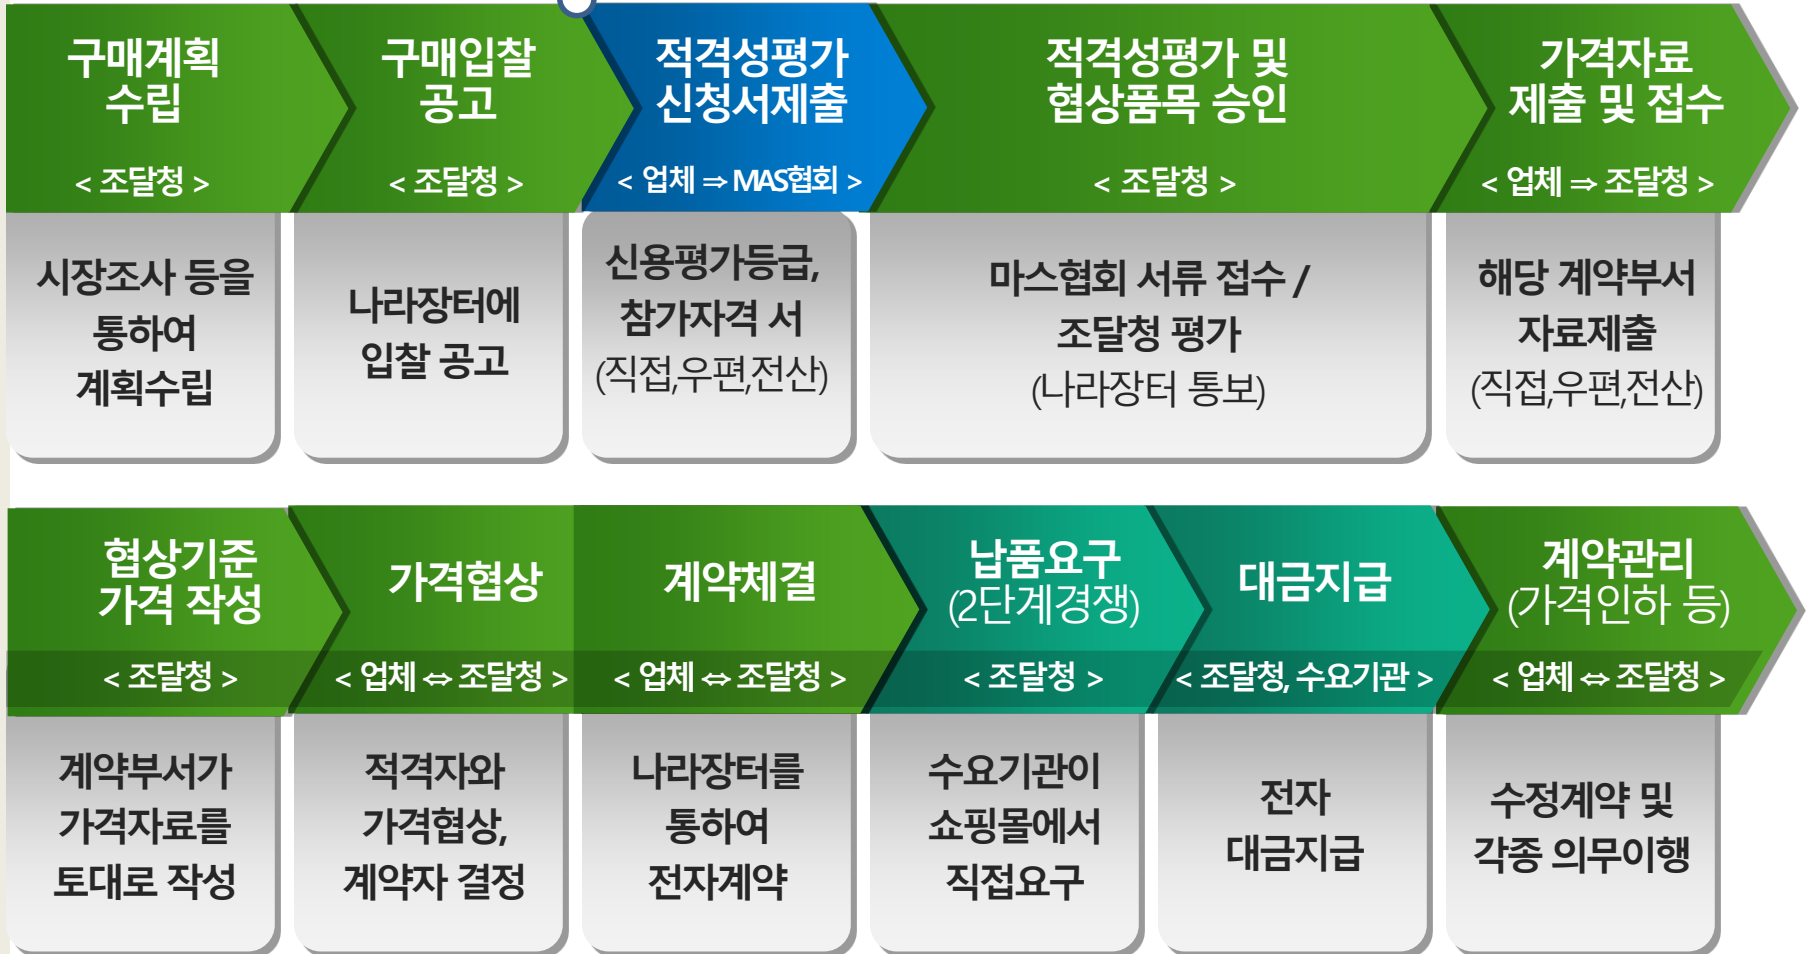 구매계획
수립
< 조달청 >
시장조사 등을
통하여
계획수립
구매입찰
공고
< 조달청 >
나라장터에
입찰 공고
적격성평가
신청서제출
< 업체 ⇒ MAS협회 >
신용평가등급,
참가자격 서
(직접,우편,전산)
적격성평가 및
협상품목 승인
< 조달청 >
마스협회 서류 접수 /
조달청 평가
(나라장터 통보)
가격자료
제출 및 접수
< 업체 ⇒ 조달청 >
해당 계약부서
자료제출
(직접,우편,전산)
협상기준
가격 작성
< 조달청 >
계약부서가
가격자료를
토대로 작성
가격협상
< 업체 ⇔ 조달청 >
적격자와
가격협상,
계약자 결정
계약체결
< 업체 ⇔ 조달청 >
나라장터를
통하여
전자계약
납품요구
(2단계경쟁)
< 조달청 >
수요기관이
쇼핑몰에서
직접요구
대금지급
< 조달청, 수요기관 >
전자
대금지급
계약관리
(가격인하 등)
< 업체 ⇔ 조달청 >
수정계약 및
각종 의무이행